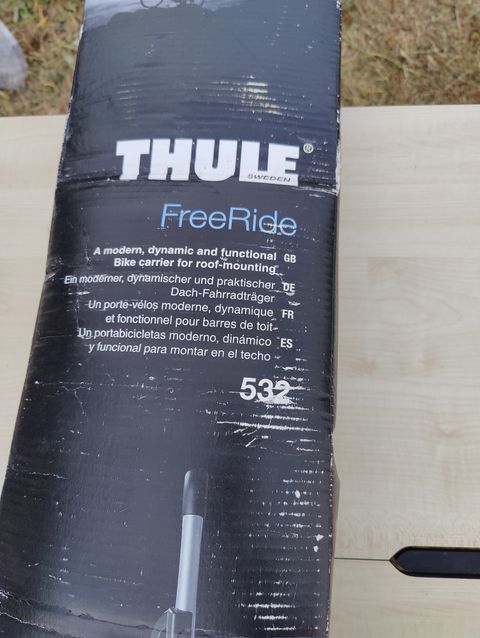 THULE®
SWEDEN
FreeRide
A modern, dynamic and functional GB
Bike carrier for roof-mounting
Ein moderner, dynamischer und praktischer DE
Dach-Fahrradträger
Un porte-vélos moderne, dynamique FR
et fonctionnel pour barres de toit
Un portabicicletas moderno, dinámico ES
y funcional para montar en el techo
532